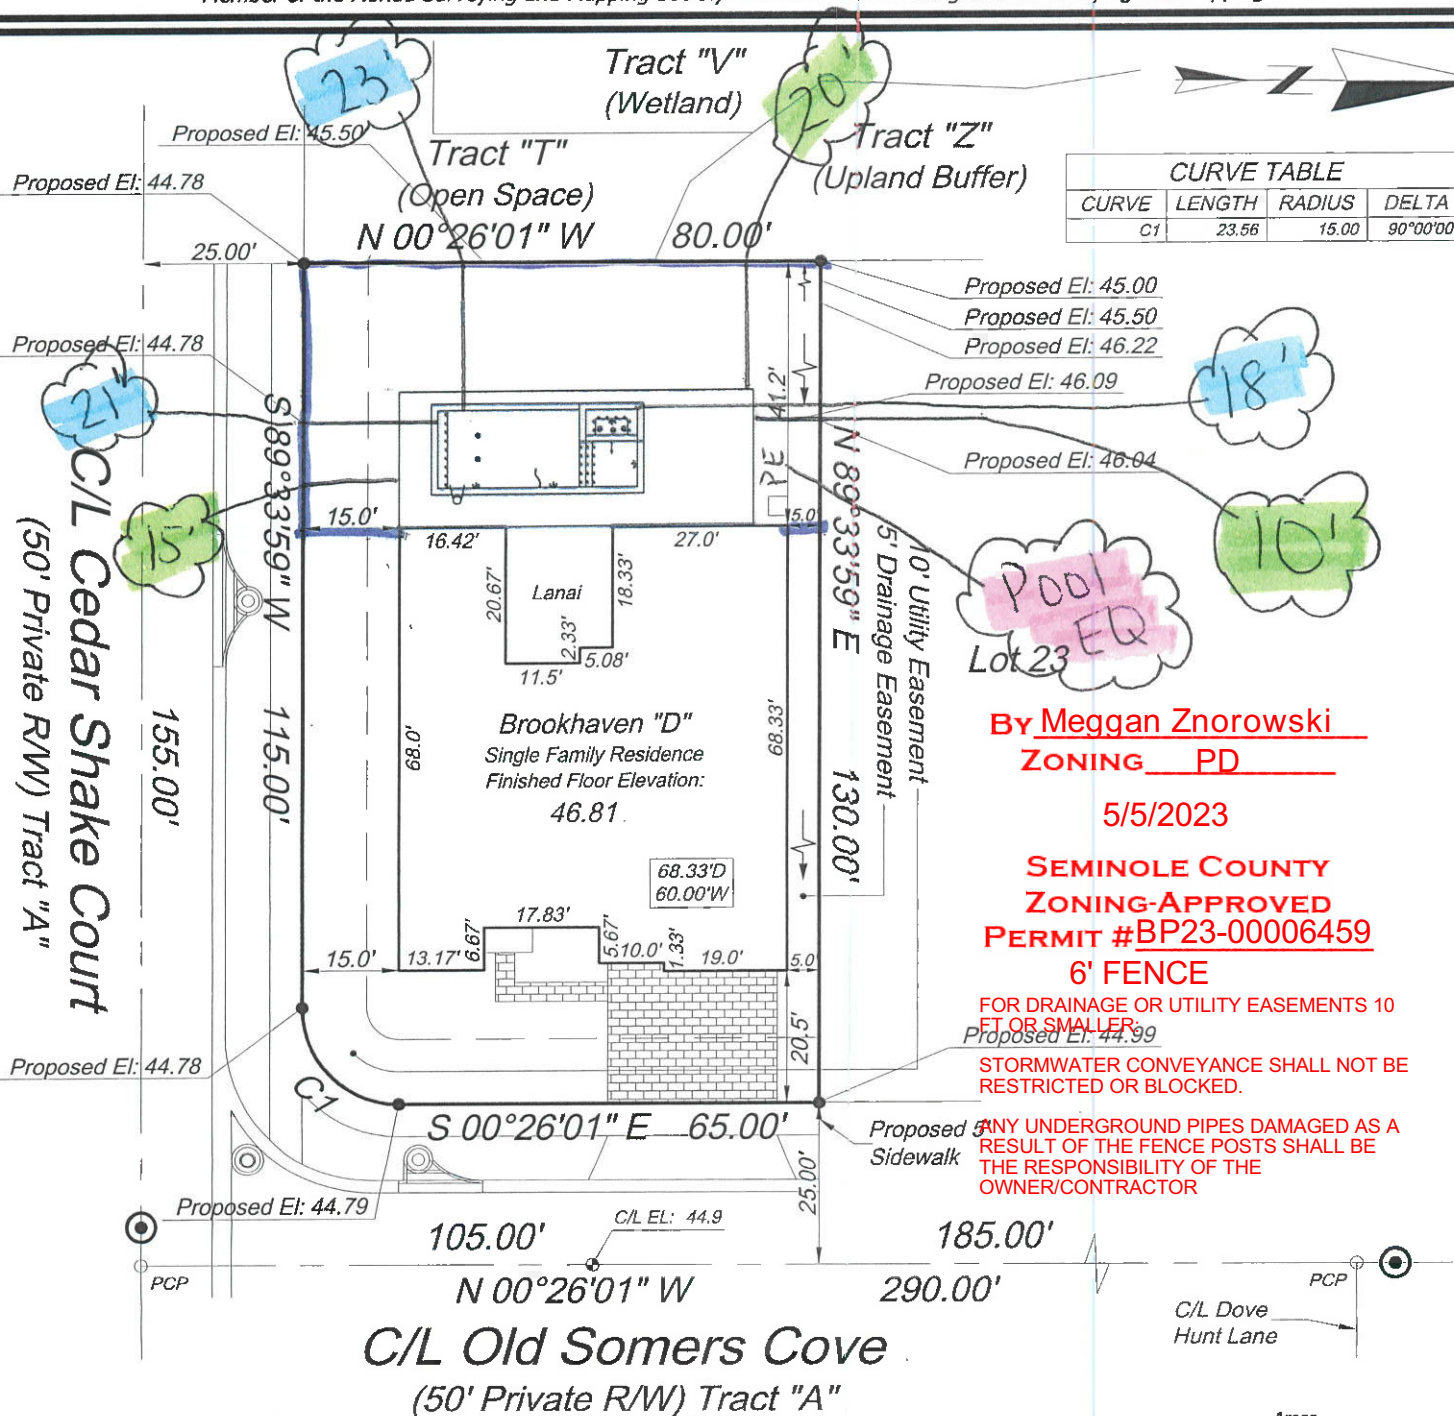 23'
Tract "V"
(Wetland)
20'
Z
Proposed El: 45.50
Tract "T"
(Open Space)
Tract "Z"
(Upland Buffer)
Proposed El: 44.78
N 00°26'01" W 80.00'
25.00'
CURVE TABLE
CURVE LENGTH RADIUS DELTA
C1 23.56 15.00 90°00'00
Proposed El: 45.00
Proposed El: 45.50
Proposed El: 46.22
Proposed El: 44.78
Proposed El: 46.09
18'
21'
41.2'
Proposed El: 46.04
PE
10'
15'
15.0'
16.42'
27.0'
5.0'
S 89°33'59" W 115.00'
N 89°33'59" E 130.00'
5' Drainage Easement
10' Utility Easement
C/L Cedar Shake Court
(50' Private R/W) Tract "A"
155.00'
20.67'
Lanai
18.33'
2.33'
5.08'
11.5'
Pool
EQ
Lot 23
68.0'
Brookhaven "D"
Single Family Residence
Finished Floor Elevation:
46.81
68.33'
68.33'D
60.00'W
By Meggan Znorowski
Zoning PD
5/5/2023
Seminole County
Zoning-Approved
Permit # BP23-00006459
6' FENCE
FOR DRAINAGE OR UTILITY EASEMENTS 10
FT OR SMALLER:
Proposed El: 44.99
STORMWATER CONVEYANCE SHALL NOT BE
RESTRICTED OR BLOCKED.
ANY UNDERGROUND PIPES DAMAGED AS A
RESULT OF THE FENCE POSTS SHALL BE
THE RESPONSIBILITY OF THE
OWNER/CONTRACTOR
17.83'
6.67'
5.67'
10.0'
1.33'
15.0'
13.17'
19.0'
5.0'
20.5'
Proposed El: 44.78
C1
S 00°26'01" E 65.00'
Proposed 5'
Sidewalk
25.00'
Proposed El: 44.79
C/L EL: 44.9
105.00'
185.00'
PCP
N 00°26'01" W
290.00'
PCP
C/L Dove
Hunt Lane
C/L Old Somers Cove
(50' Private R/W) Tract "A"